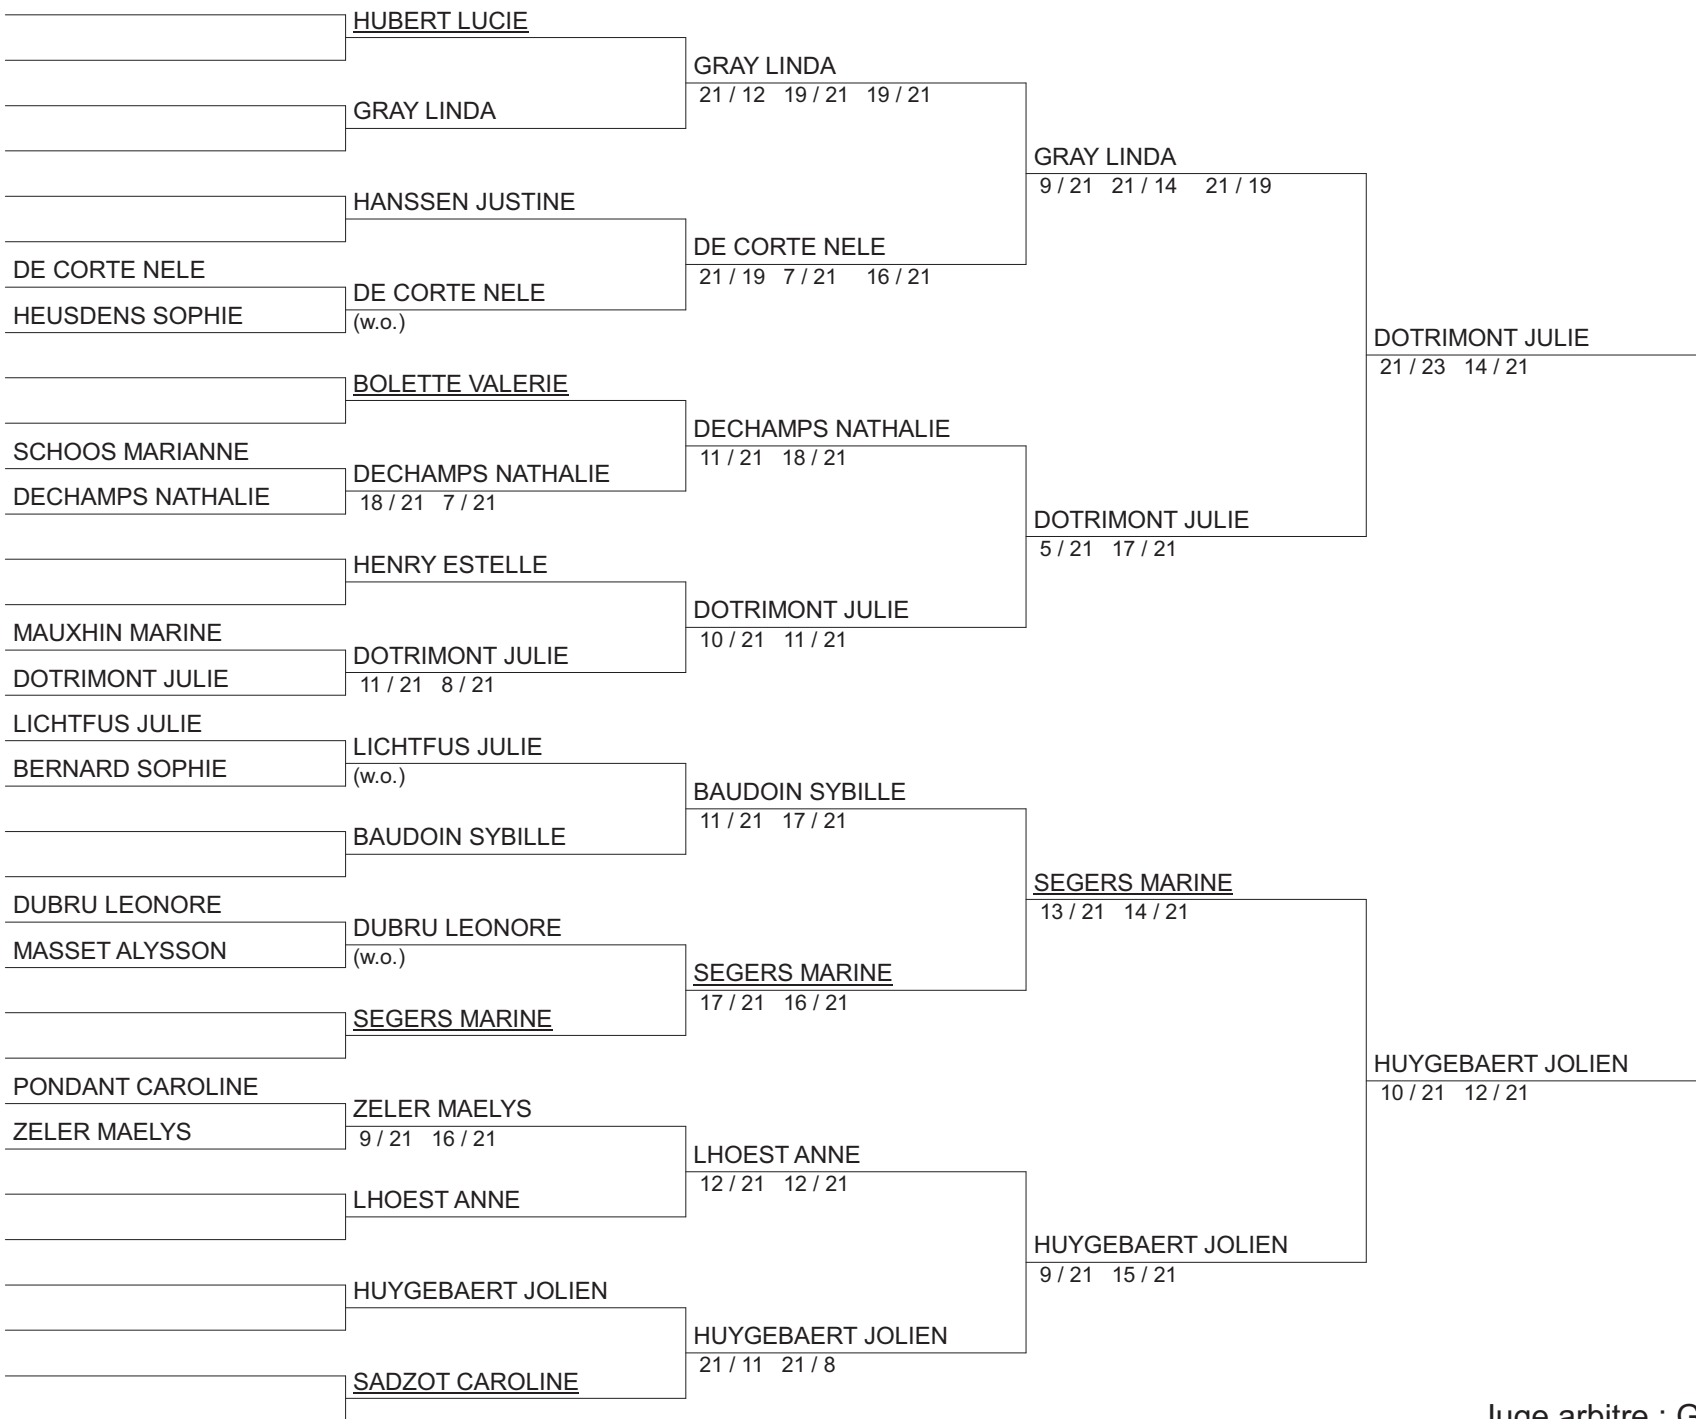 HUBERT LUCIE
GRAY LINDA
21 / 12 19 / 21 19 / 21
GRAY LINDA
GRAY LINDA
9 / 21 21 / 14 21 / 19
HANSSEN JUSTINE
DE CORTE NELE
21 / 19 7 / 21 16 / 21
DE CORTE NELE
DE CORTE NELE
(w.o.)
HEUSDENS SOPHIE
DOTRIMONT JULIE
21 / 23 14 / 21
BOLETTE VALERIE
DECHAMPS NATHALIE
11 / 21 18 / 21
SCHOOS MARIANNE
DECHAMPS NATHALIE
18 / 21 7 / 21
DECHAMPS NATHALIE
DOTRIMONT JULIE
5 / 21 17 / 21
HENRY ESTELLE
DOTRIMONT JULIE
10 / 21 11 / 21
MAUXHIN MARINE
DOTRIMONT JULIE
11 / 21 8 / 21
DOTRIMONT JULIE
LICHTFUS JULIE
LICHTFUS JULIE
(w.o.)
BERNARD SOPHIE
BAUDOIN SYBILLE
11 / 21 17 / 21
BAUDOIN SYBILLE
SEGERS MARINE
13 / 21 14 / 21
DUBRU LEONORE
DUBRU LEONORE
(w.o.)
MASSET ALYSSON
SEGERS MARINE
17 / 21 16 / 21
SEGERS MARINE
HUYGEBAERT JOLIEN
10 / 21 12 / 21
PONDANT CAROLINE
ZELER MAELYS
9 / 21 16 / 21
ZELER MAELYS
LHOEST ANNE
12 / 21 12 / 21
LHOEST ANNE
HUYGEBAERT JOLIEN
9 / 21 15 / 21
HUYGEBAERT JOLIEN
HUYGEBAERT JOLIEN
21 / 11 21 / 8
SADZOT CAROLINE
Juge arbitre : G